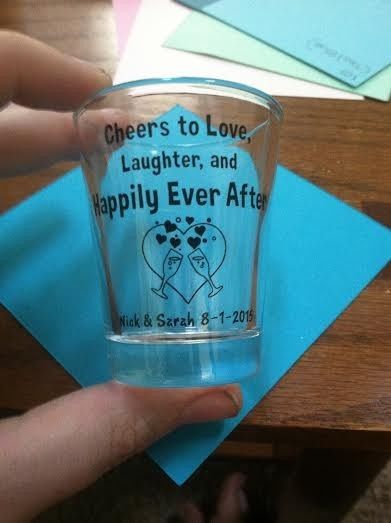 Cheers to Love,
Laughter, and
Happily Ever After
Nick & Sarah 8-1-2015